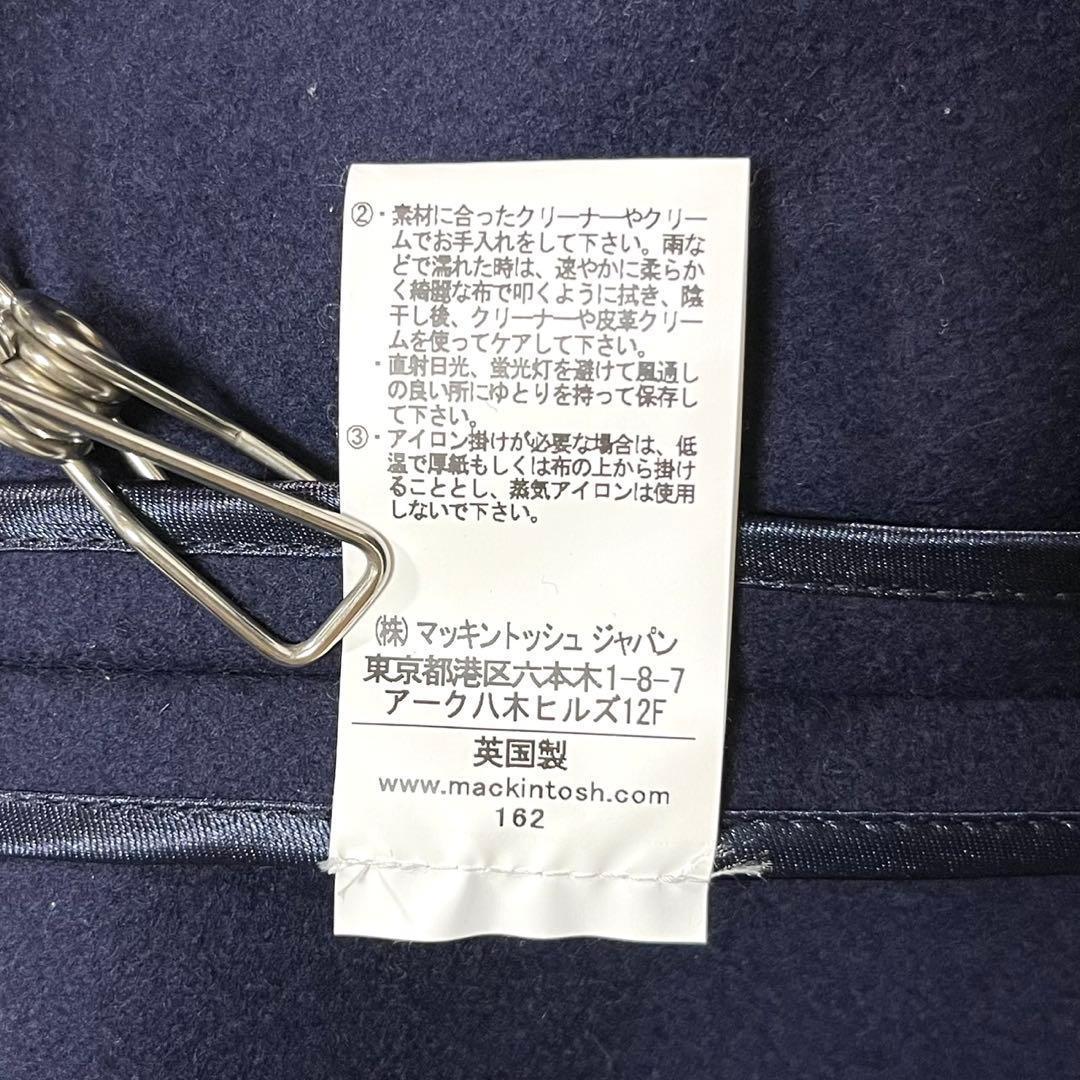 ②・素材に合ったクリーナーやクリー
ムでお手入れをして下さい。雨な
どで濡れた時は、速やかに柔らか
く綺麗な布で叩くように拭き、陰
干し後、クリーナーや皮革クリー
ムを使ってケアして下さい。
・直射日光、蛍光灯を避けて風通し
の良い所にゆとりを持って保存し
て下さい。
③・アイロン掛けが必要な場合は、低
温で厚紙もしくは布の上から掛け
ることとし、蒸気アイロンは使用
しないで下さい。
(株) マッキントッシュ ジャパン
東京都港区六本木1-8-7
アーク八木ヒルズ12F
英国製
www.mackintosh.com
162